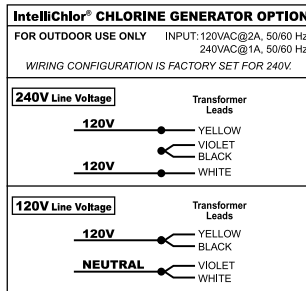 IntelliChlor® CHLORINE GENERATOR OPTION
FOR OUTDOOR USE ONLY INPUT: 120VAC@2A, 50/60 Hz
240VAC@1A, 50/60 Hz
WIRING CONFIGURATION IS FACTORY SET FOR 240V.
240V Line Voltage
Transformer
Leads
120V
YELLOW
VIOLET
BLACK
120V
WHITE
120V Line Voltage
Transformer
Leads
120V
YELLOW
BLACK
NEUTRAL
VIOLET
WHITE